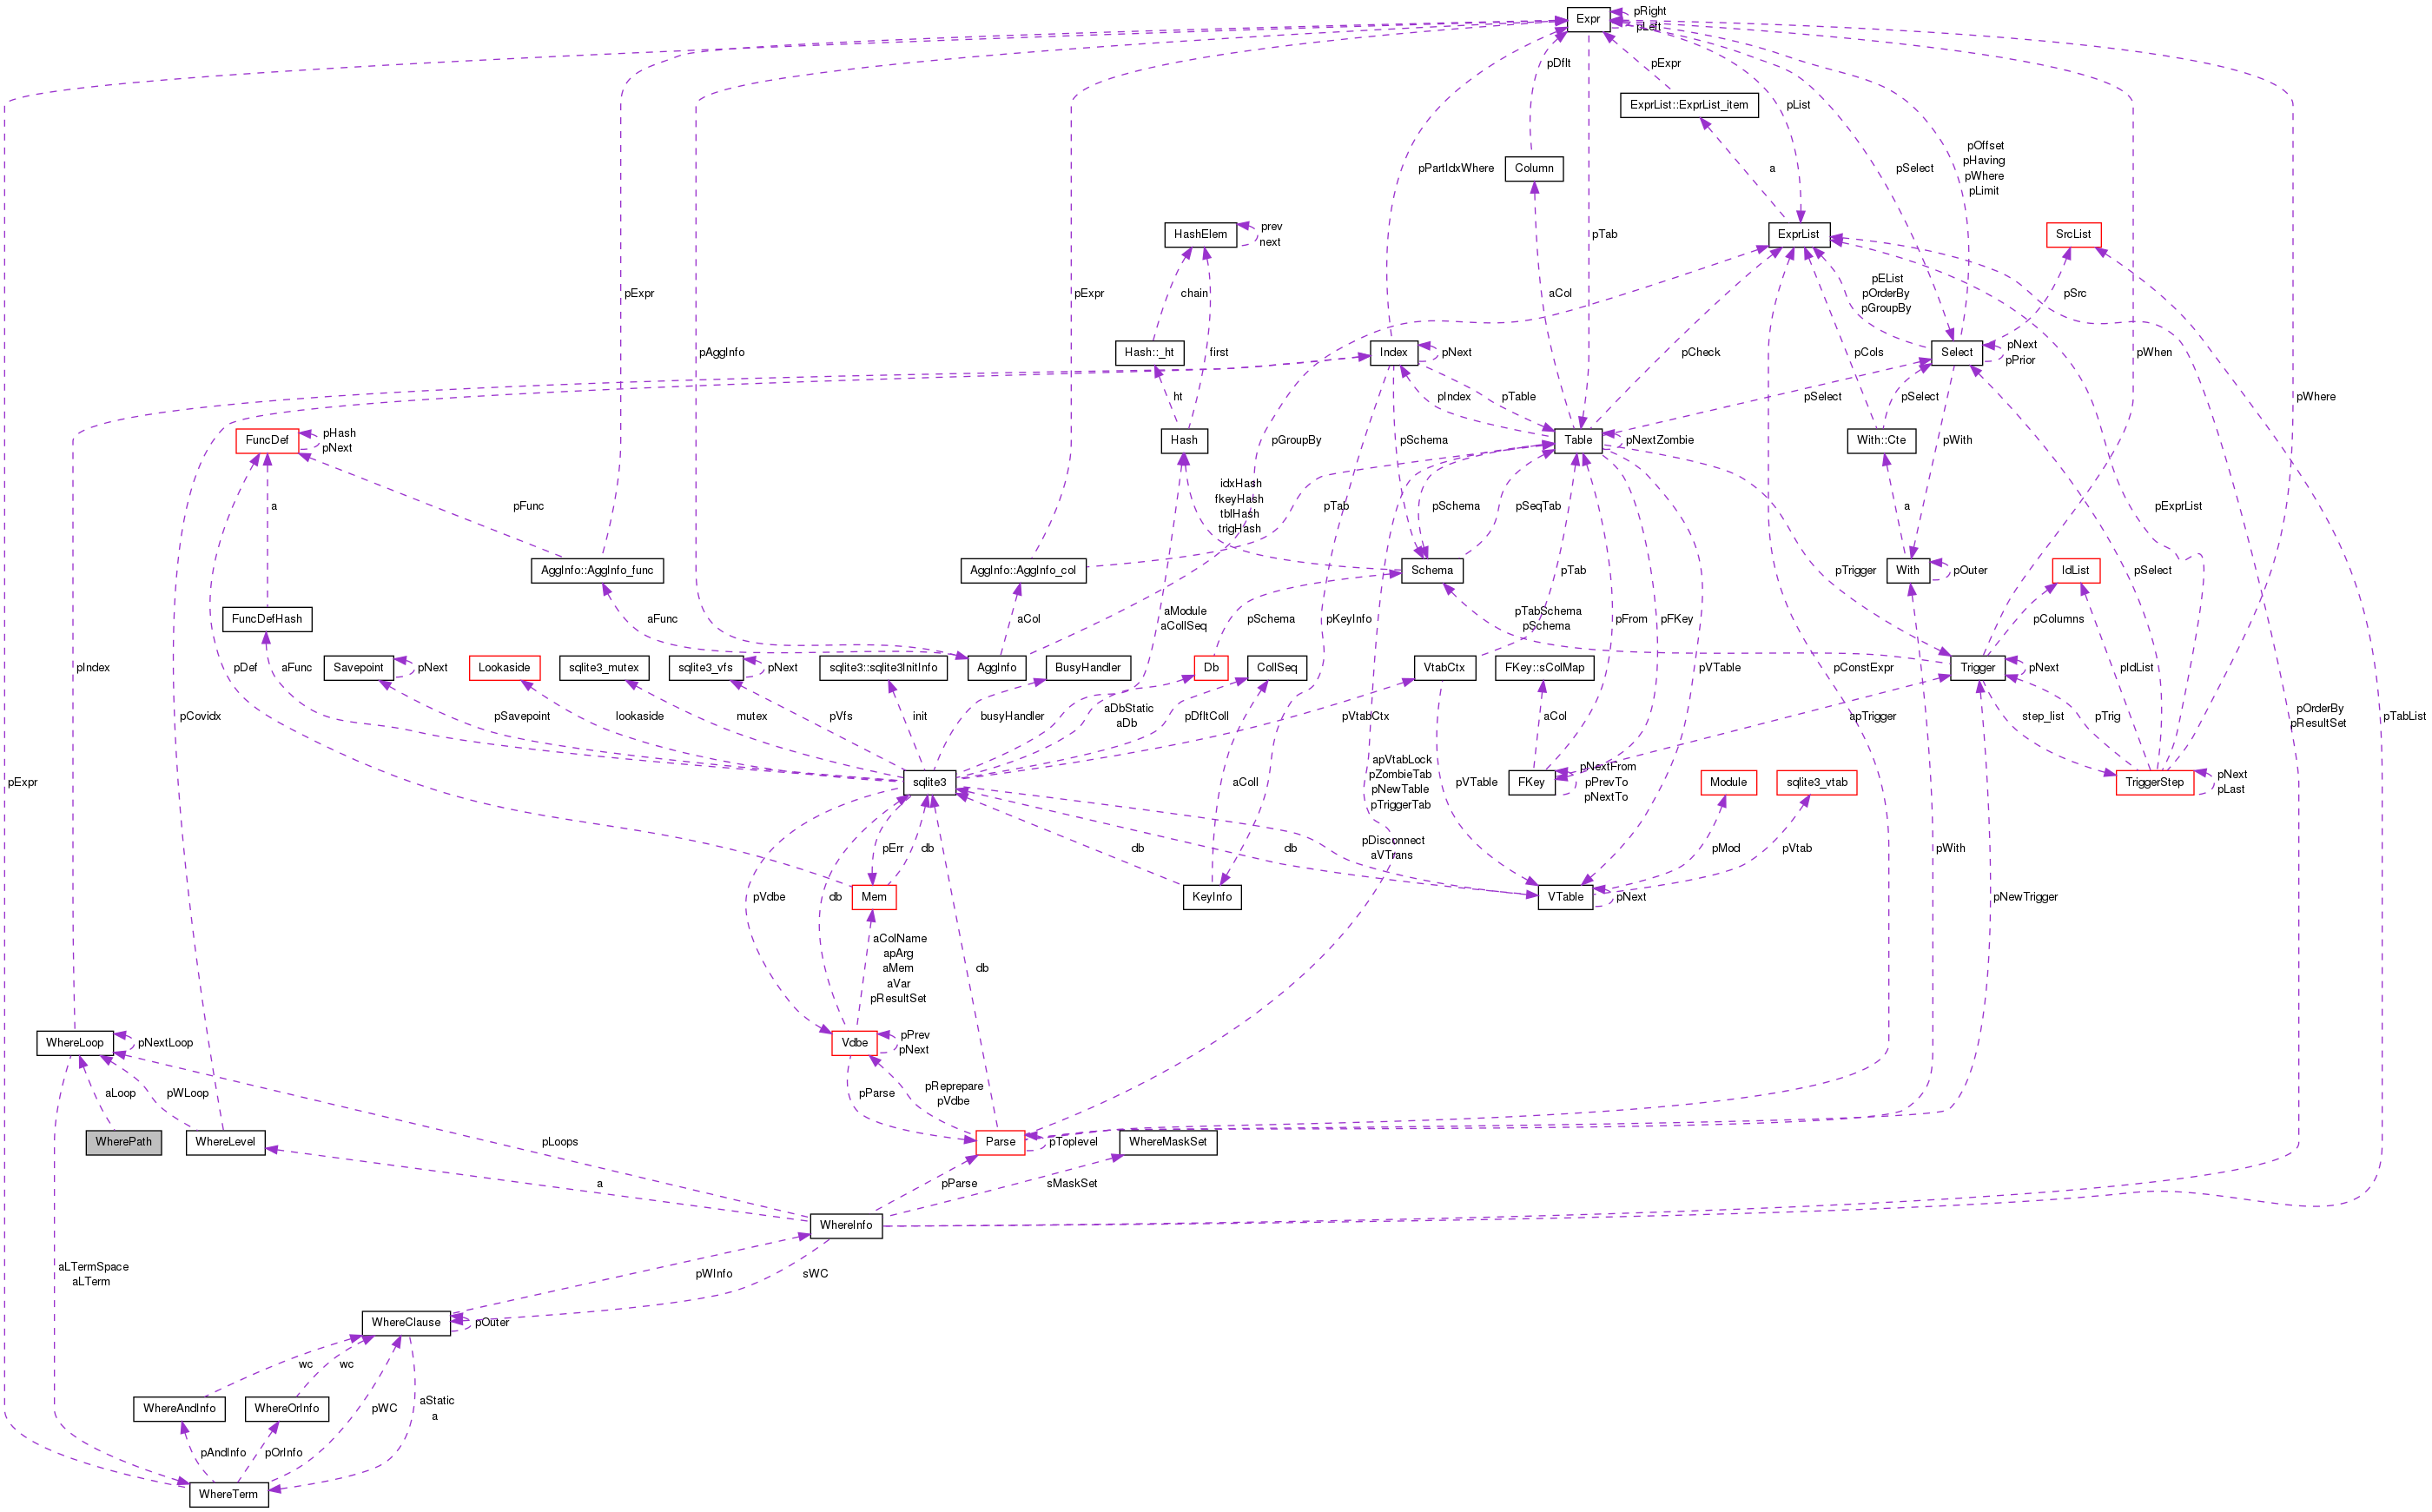 Expr
pRight
pLeft
pDflt
pExpr
ExprList::ExprList_item
pList
pOffset
pHaving
pWhere
pLimit
pPartIdxWhere
Column
a
pSelect
HashElem
prev
next
pTab
ExprList
SrcList
pExpr
chain
pExpr
aCol
pEList
pOrderBy
pGroupBy
pSrc
pAggInfo
Hash::_ht
first
Index
pNext
pCheck
pCols
Select
pNext
pPrior
pWhen
ht
pIndex
pTable
pSelect
pSelect
pWhere
FuncDef
pHash
pNext
Hash
pGroupBy
pSchema
Table
pNextZombie
With::Cte
pWith
a
pFunc
idxHash
fkeyHash
tblHash
trigHash
pTab
pSchema
pSeqTab
a
pExprList
AggInfo::AggInfo_func
AggInfo::AggInfo_col
Schema
pTab
pTrigger
With
pOuter
IdList
pSelect
FuncDefHash
aFunc
aCol
aModule
aCollSeq
pSchema
pKeyInfo
pTabSchema
pSchema
pFrom
pFKey
pColumns
pIndex
pDef
aFunc
Savepoint
pNext
Lookaside
sqlite3_mutex
sqlite3_vfs
pNext
sqlite3::sqlite3InitInfo
AggInfo
BusyHandler
Db
CollSeq
VtabCtx
FKey::sColMap
pVTable
pConstExpr
Trigger
pNext
pIdList
pCovidx
pSavepoint
lookaside
mutex
pVfs
init
busyHandler
aDbStatic
aDb
pDfltColl
pVtabCtx
aCol
apTrigger
step_list
pTrig
pOrderBy
pResultSet
pTabList
pExpr
sqlite3
aColl
apVtabLock
pZombieTab
pNewTable
pTriggerTab
pVTable
FKey
pNextFrom
pPrevTo
pNextTo
Module
sqlite3_vtab
TriggerStep
pNext
pLast
pErr
db
db
pDisconnect
aVTrans
db
pMod
pVtab
pWith
pVdbe
db
Mem
KeyInfo
VTable
pNext
pNewTrigger
aColName
apArg
aMem
aVar
pResultSet
db
WhereLoop
pNextLoop
Vdbe
pPrev
pNext
aLoop
pWLoop
pParse
pReprepare
pVdbe
WherePath
WhereLevel
pLoops
Parse
pToplevel
WhereMaskSet
a
pParse
sMaskSet
WhereInfo
aLTermSpace
aLTerm
pWInfo
sWC
WhereClause
pOuter
wc
wc
WhereAndInfo
WhereOrInfo
pWC
aStatic
a
pAndInfo
pOrInfo
WhereTerm